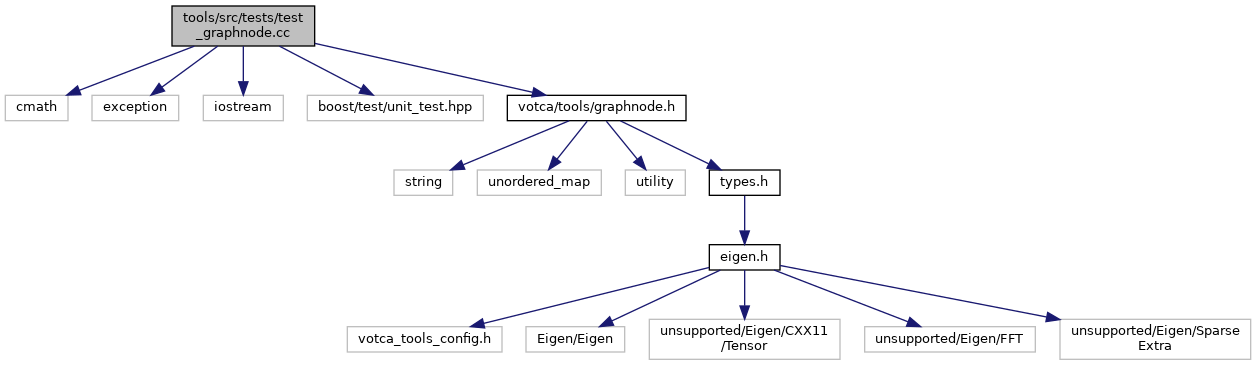 tools/src/tests/test
_graphnode.cc
cmath
exception
iostream
boost/test/unit_test.hpp
votca/tools/graphnode.h
string
unordered_map
utility
types.h
eigen.h
votca_tools_config.h
Eigen/Eigen
unsupported/Eigen/CXX11
/Tensor
unsupported/Eigen/FFT
unsupported/Eigen/Sparse
Extra